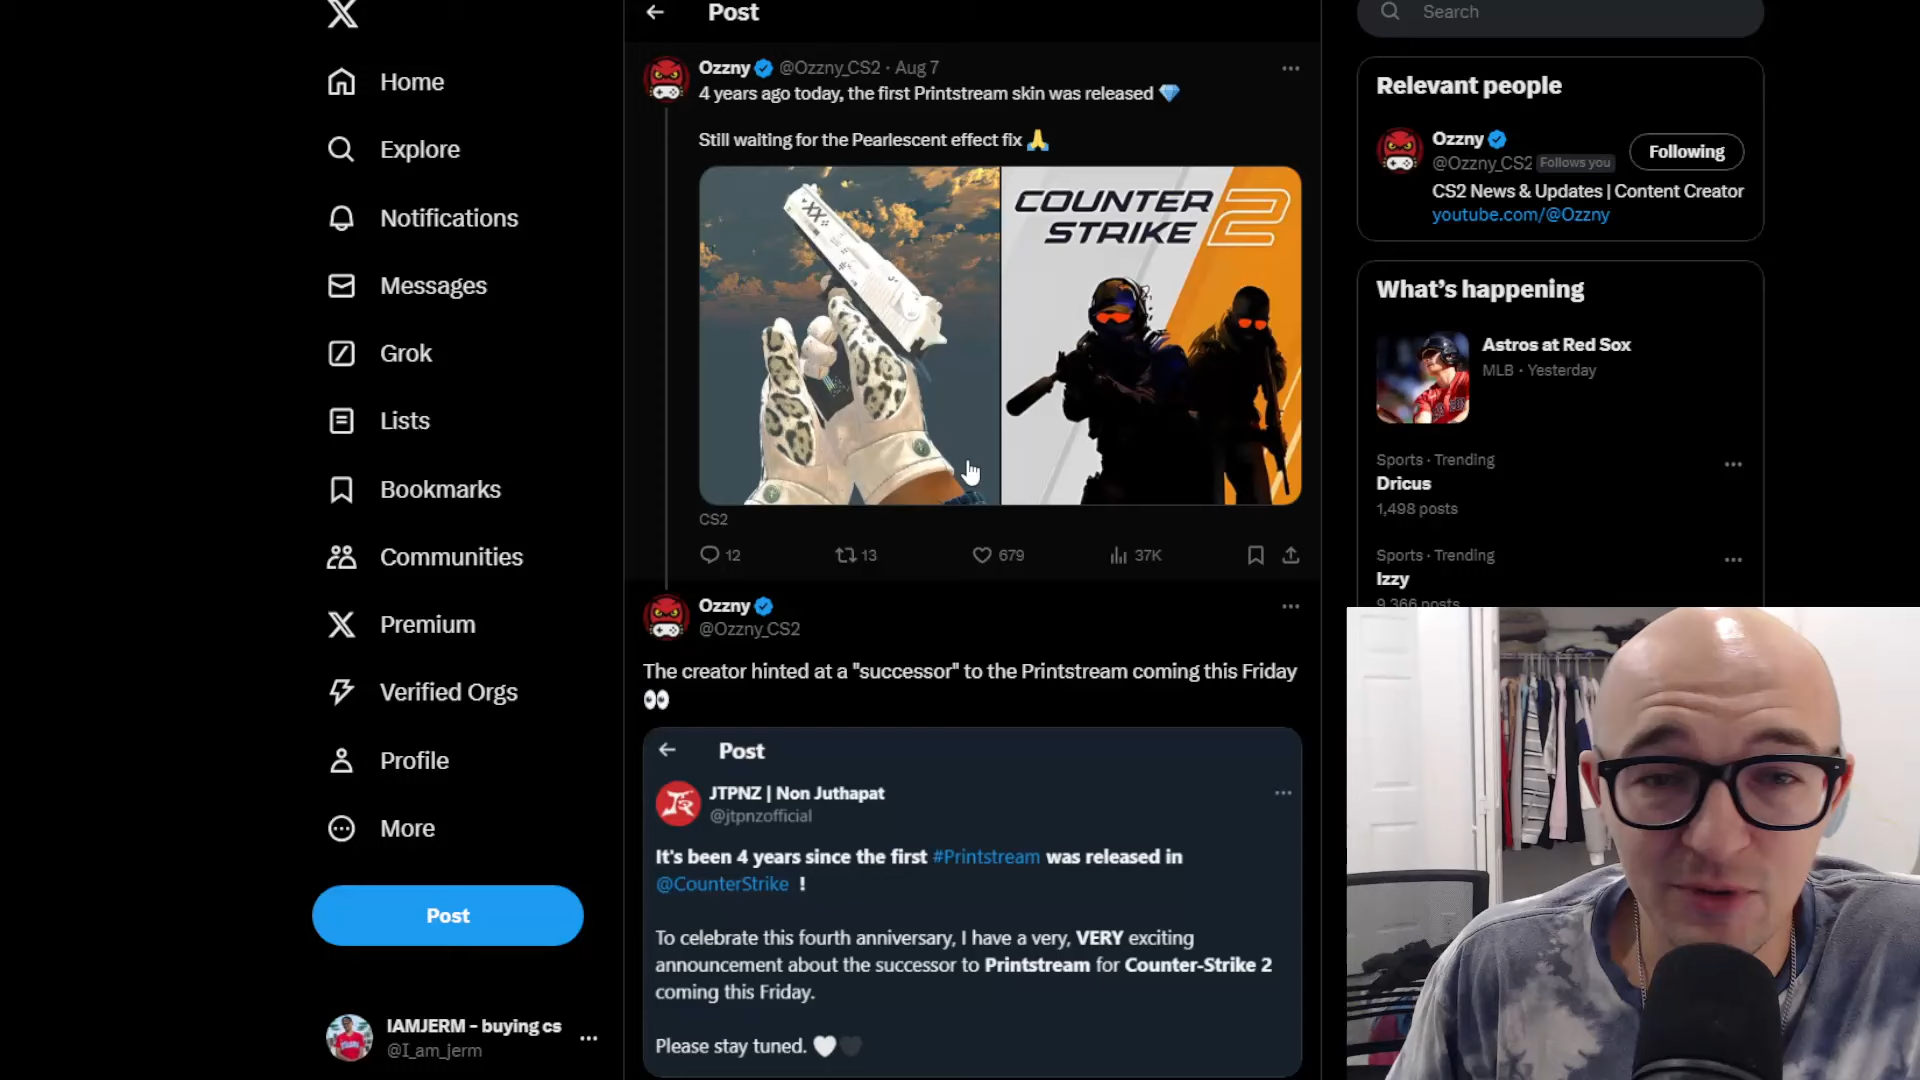 Home
Explore
Notifications
Messages
Grok
Lists
Bookmarks
Communities
Premium
Verified Orgs
Profile
More
Post
IAMJERM - buying cs
@I_am_jerm
Post
Ozzny @Ozzny_CS2 · Aug 7
4 years ago today, the first Printstream skin was released 💎
Still waiting for the Pearlescent effect fix 🙏
XX
COUNTER
STRIKE 2
CS2
12
13
679
37K
Ozzny
@Ozzny_CS2
The creator hinted at a "successor" to the Printstream coming this Friday
👀
Post
JTPNZ | Non Juthapat
@jtpnzofficial
It's been 4 years since the first #Printstream was released in
@CounterStrike !
To celebrate this fourth anniversary, I have a very, VERY exciting
announcement about the successor to Printstream for Counter-Strike 2
coming this Friday.
Please stay tuned. 🤍🖤
Search
Relevant people
Ozzny
@Ozzny_CS2 Follows you
Following
CS2 News & Updates | Content Creator
youtube.com/@Ozzny
What's happening
Astros at Red Sox
MLB · Yesterday
Sports · Trending
Dricus
1,498 posts
Sports · Trending
Izzy
9,366 posts